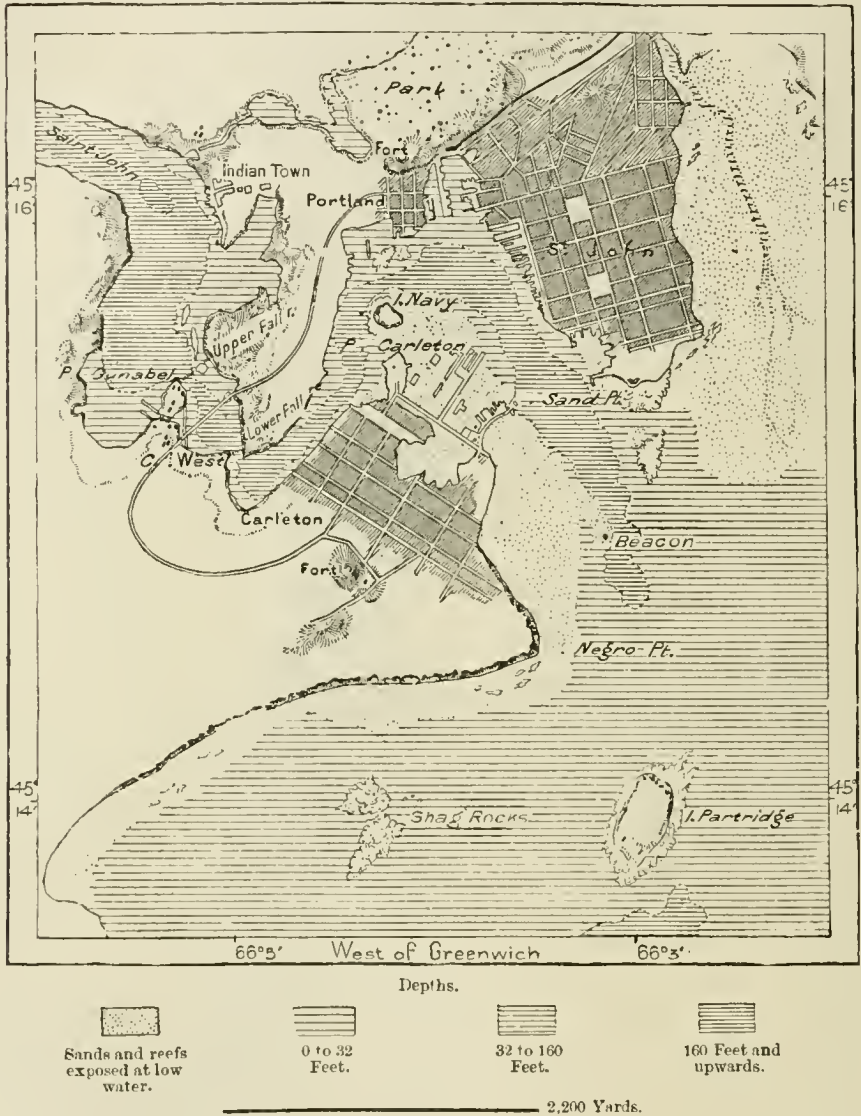 Park
Saint John
Fort
Indian Town
45°
16'
45°
16'
Portland
St. John
I. Navy
Upper Fall I.
P. Carleton
P. Dunabel
Sand Pt.
Lower Fall
C. West
Carleton
Beacon
Fort
Negro Pt.
45°
14'
45°
14'
Shag Rocks
I. Partridge
66°5'
West of Greenwich
66°3'
Depths.
Sands and reefs
exposed at low
water.
0 to 32
Feet.
32 to 160
Feet.
160 Feet and
upwards.
2,200 Yards.